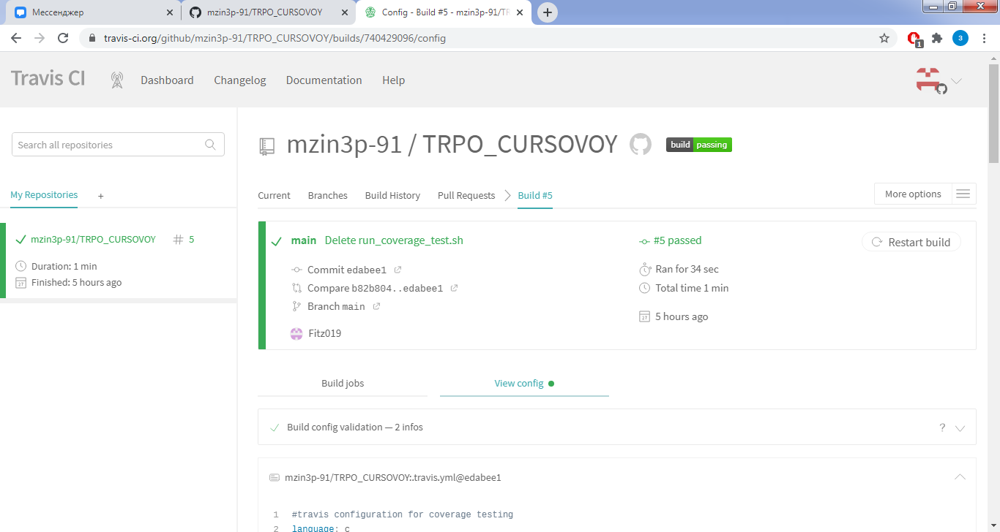 Мессенджер
mzin3p-91/TRPO_CURSOVOY
Config - Build #5 - mzin3p-91/TR
travis-ci.org/github/mzin3p-91/TRPO_CURSOVOY/builds/740429096/config
1
3
Travis CI
Dashboard
Changelog
Documentation
Help
Search all repositories
My Repositories
+
mzin3p-91/TRPO_CURSOVOY
# 5
Duration: 1 min
27
Finished: 5 hours ago
mzin3p-91 / TRPO_CURSOVOY
build passing
Current
Branches
Build History
Pull Requests
Build #5
More options
main Delete run_coverage_test.sh
Commit edabee1
Compare b82b804..edabee1
Branch main
Fitz019
#5 passed
Ran for 34 sec
Total time 1 min
27
5 hours ago
Restart build
Build jobs
View config
Build config validation — 2 infos
?
mzin3p-91/TRPO_CURSOVOY:.travis.yml@edabee1
1 #travis configuration for coverage testing
2 language: c